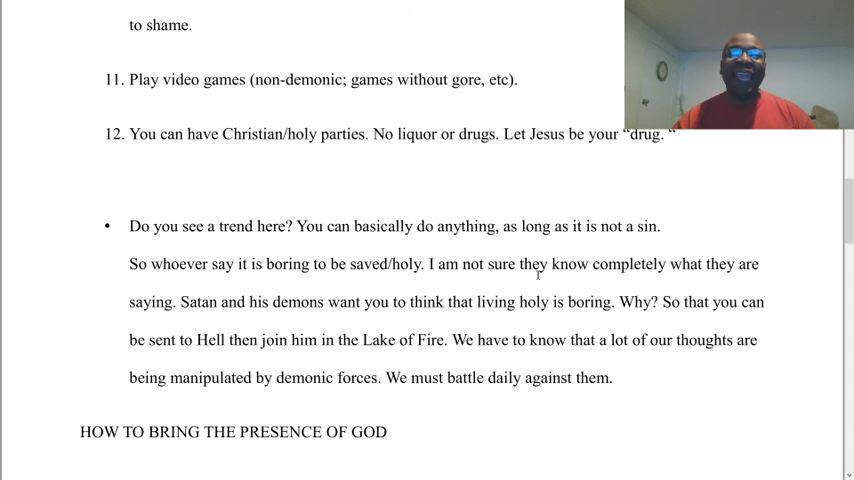 to shame.
11. Play video games (non-demonic; games without gore, etc).
12. You can have Christian/holy parties. No liquor or drugs. Let Jesus be your “drug. “
• Do you see a trend here? You can basically do anything, as long as it is not a sin.
So whoever say it is boring to be saved/holy. I am not sure they know completely what they are
saying. Satan and his demons want you to think that living holy is boring. Why? So that you can
be sent to Hell then join him in the Lake of Fire. We have to know that a lot of our thoughts are
being manipulated by demonic forces. We must battle daily against them.
HOW TO BRING THE PRESENCE OF GOD